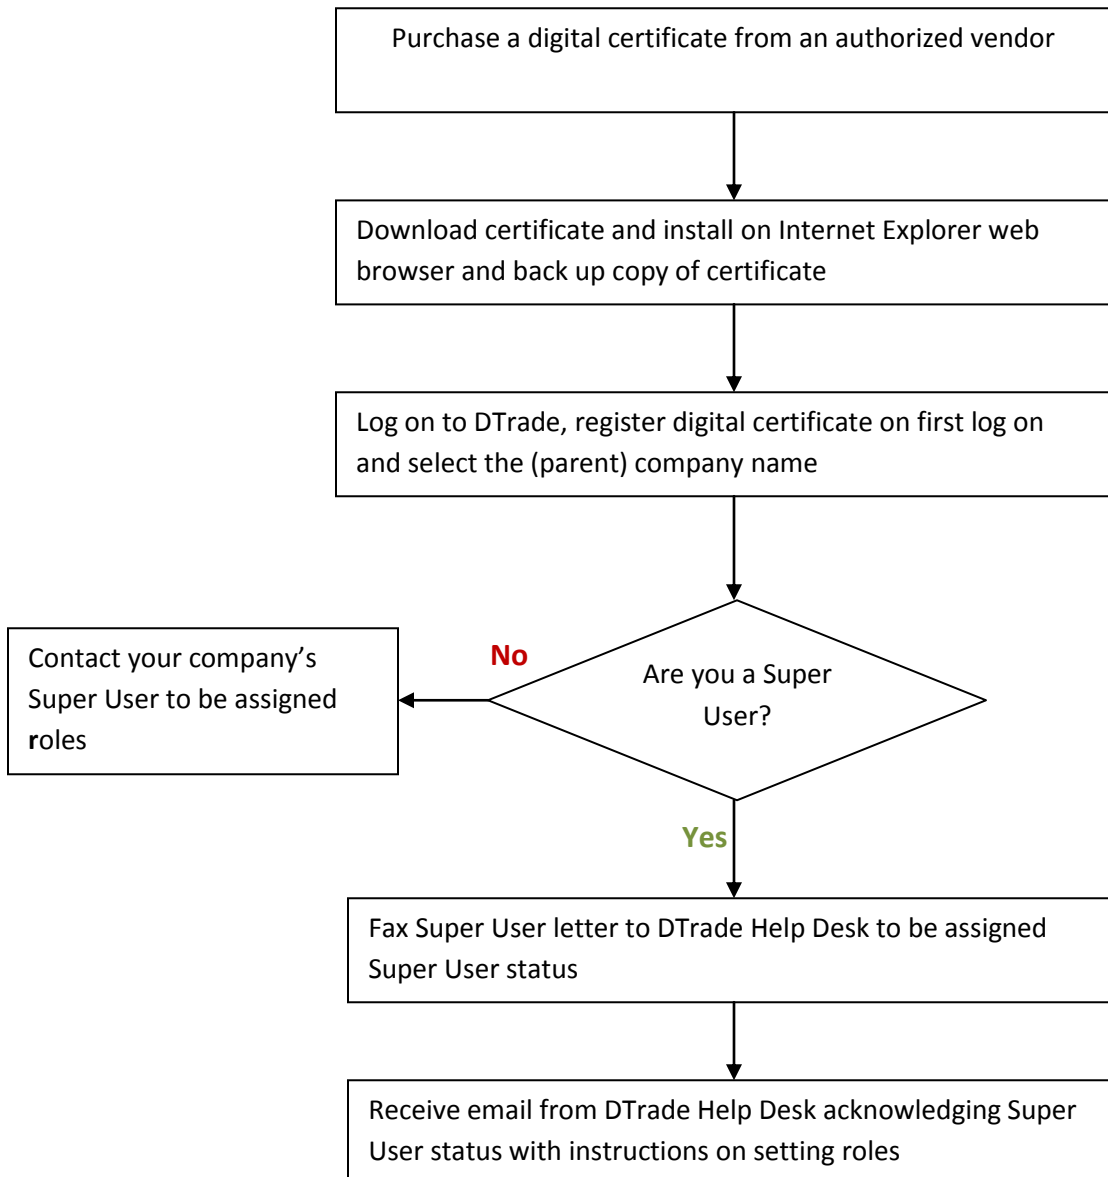 Purchase a digital certificate from an authorized vendor
Download certificate and install on Internet Explorer web
browser and back up copy of certificate
Log on to DTrade, register digital certificate on first log on
and select the (parent) company name
Contact your company’s
Super User to be assigned
roles
No
Are you a Super
User?
Yes
Fax Super User letter to DTrade Help Desk to be assigned
Super User status
Receive email from DTrade Help Desk acknowledging Super
User status with instructions on setting roles